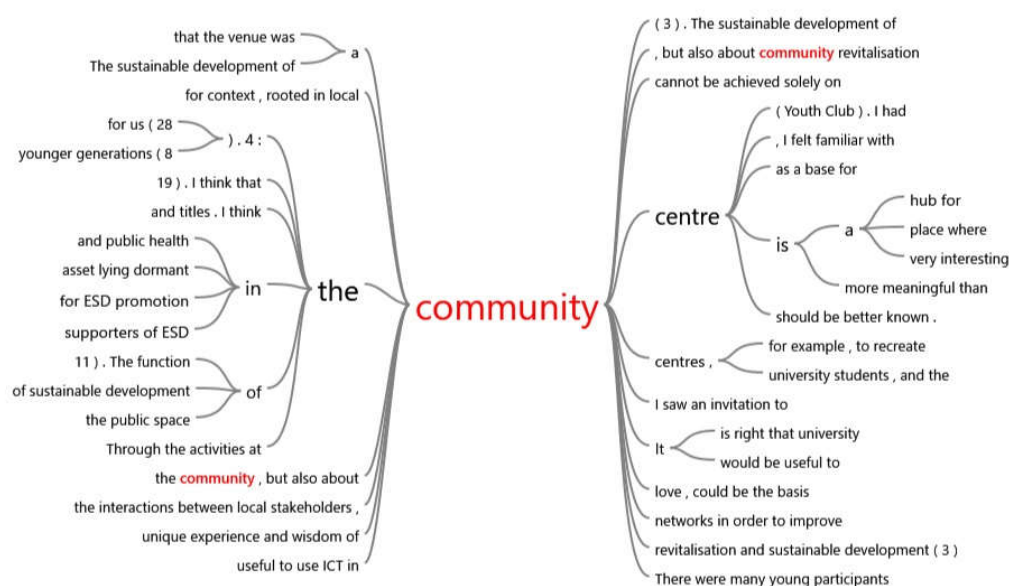 that the venue was
The sustainable development of
a
for context , rooted in local
for us ( 28
younger generations ( 8
) . 4 :
19 ) . I think that
and titles . I think
and public health
asset lying dormant
for ESD promotion
supporters of ESD
in
the
11 ) . The function
of sustainable development
the public space
of
Through the activities at
the community , but also about
the interactions between local stakeholders ,
unique experience and wisdom of
useful to use ICT in
community
( 3 ) . The sustainable development of
, but also about community revitalisation
cannot be achieved solely on
centre
( Youth Club ) . I had
, I felt familiar with
as a base for
is
a
hub for
place where
very interesting
more meaningful than
should be better known .
centres ,
for example , to recreate
university students , and the
I saw an invitation to
It
is right that university
would be useful to
love , could be the basis
networks in order to improve
revitalisation and sustainable development ( 3 )
There were many young participants